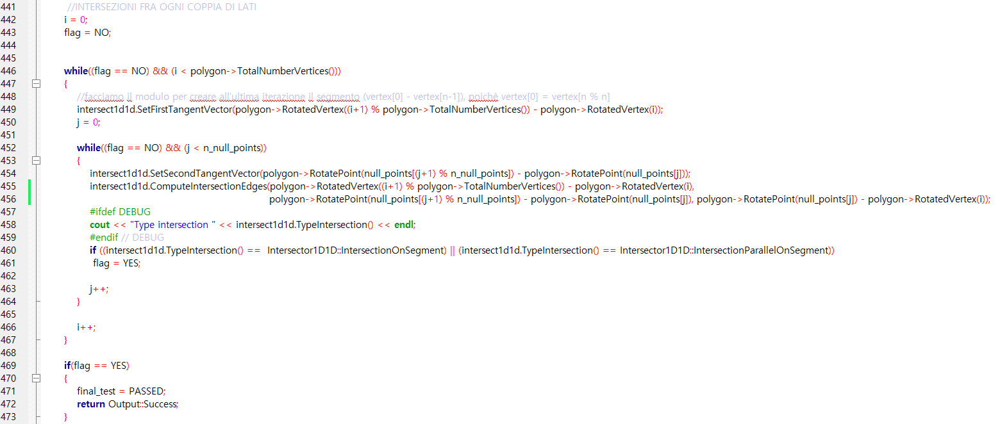 441 //INTERSEZIONI FRA OGNI COPPIA DI LATI
442 i = 0;
443 flag = NO;
444
445
446 while((flag == NO) && (i < polygon->TotalNumberVertices()))
447 {
448 //facciamo il modulo per creare all'ultima iterazione il segmento (vertex[0] - vertex[n-1]), poichè vertex[0] = vertex[n % n]
449 intersect1d1d.SetFirstTangentVector(polygon->RotatedVertex((i+1) % polygon->TotalNumberVertices()) - polygon->RotatedVertex(i));
450 j = 0;
451
452 while((flag == NO) && (j < n_null_points))
453 {
454 intersect1d1d.SetSecondTangentVector(polygon->RotatePoint(null_points[(j+1) % n_null_points]) - polygon->RotatePoint(null_points[j]));
455 intersect1d1d.ComputeIntersectionEdges(polygon->RotatedVertex((i+1) % polygon->TotalNumberVertices()) - polygon->RotatedVertex(i),
456 polygon->RotatePoint(null_points[(j+1) % n_null_points]) - polygon->RotatePoint(null_points[j]), polygon->RotatePoint(null_points[j]) - polygon->RotatedVertex(i));
457 #ifdef DEBUG
458 cout << "Type intersection " << intersect1d1d.TypeIntersection() << endl;
459 #endif // DEBUG
460 if ((intersect1d1d.TypeIntersection() == Intersector1D1D::IntersectionOnSegment) || (intersect1d1d.TypeIntersection() == Intersector1D1D::IntersectionParallelOnSegment))
461 flag = YES;
462
463 j++;
464 }
465
466 i++;
467 }
468
469 if(flag == YES)
470 {
471 final_test = PASSED;
472 return Output::Success;
473 }